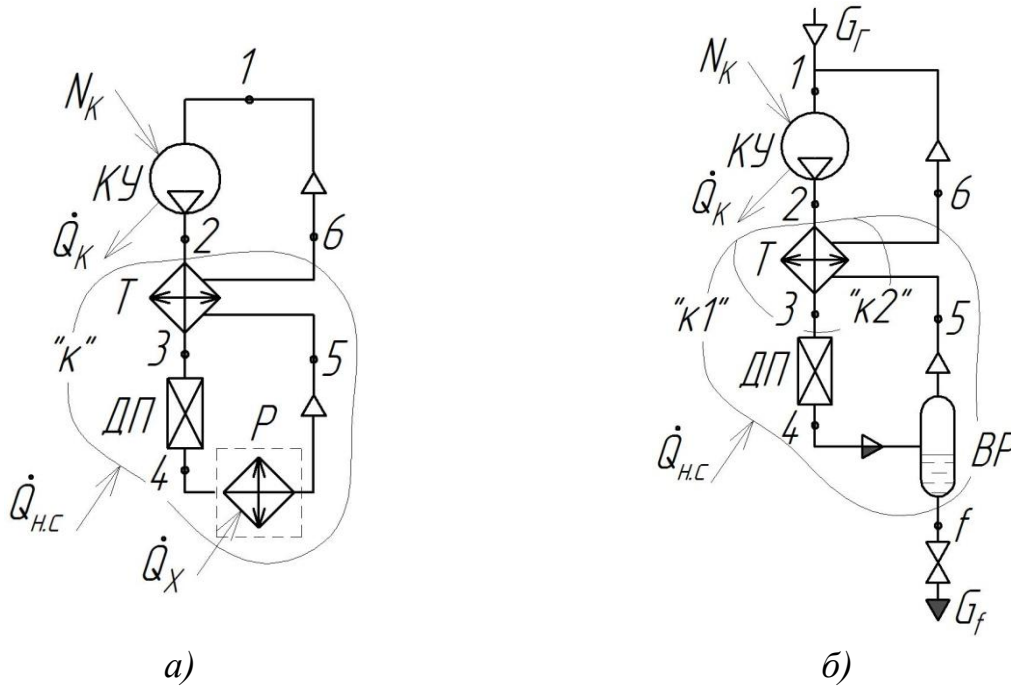 1
N_K
КУ
Q̇_K
2
6
Т
"к"
3
5
ДП
Р
4
Q̇_Н.С
Q̇_Х
а)
G_Г
N_K
1
КУ
Q̇_K
2
6
Т
"к1"
3
"к2"
5
ДП
4
ВР
Q̇_Н.С
f
G_f
б)